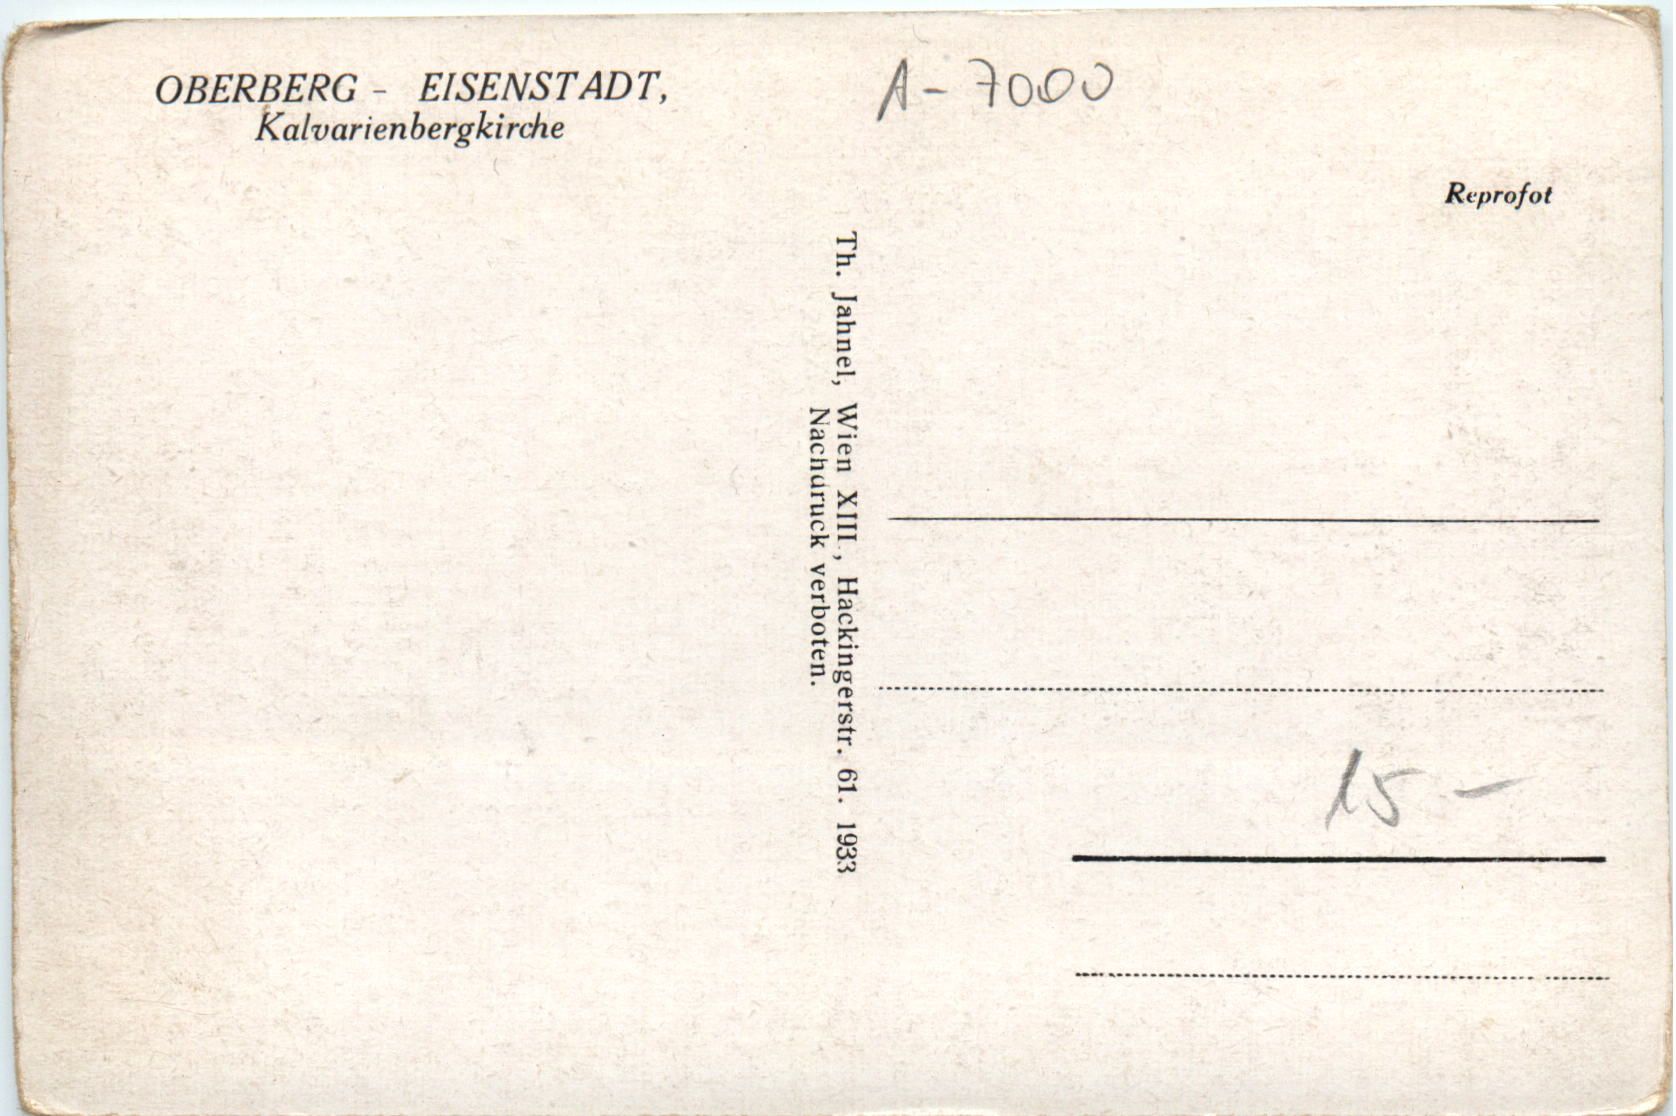 OBERBERG - EISENSTADT,
Kalvarienbergkirche
A- 7000
Reprofot
Th. Jahnel, Wien XIII., Hackingerstr. 61. 1933
Nachdruck verboten.
15 -